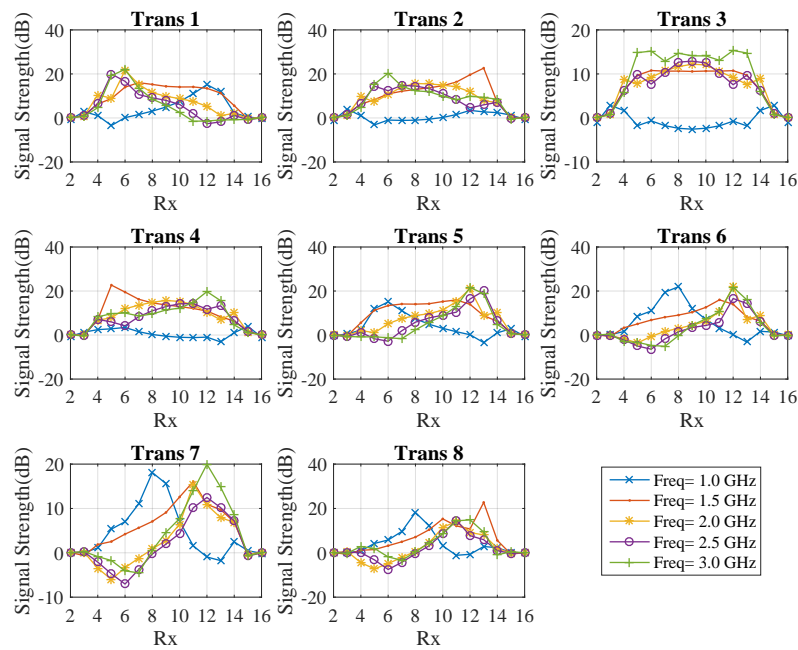 Trans 1
Signal Strength(dB)
40
20
0
-20
2 4 6 8 10 12 14 16
Rx
Trans 2
Signal Strength(dB)
40
20
0
-20
2 4 6 8 10 12 14 16
Rx
Trans 3
Signal Strength(dB)
20
10
0
-10
2 4 6 8 10 12 14 16
Rx
Trans 4
Signal Strength(dB)
40
20
0
-20
2 4 6 8 10 12 14 16
Rx
Trans 5
Signal Strength(dB)
40
20
0
-20
2 4 6 8 10 12 14 16
Rx
Trans 6
Signal Strength(dB)
40
20
0
-20
2 4 6 8 10 12 14 16
Rx
Trans 7
Signal Strength(dB)
20
10
0
-10
2 4 6 8 10 12 14 16
Rx
Trans 8
Signal Strength(dB)
40
20
0
-20
2 4 6 8 10 12 14 16
Rx
Freq= 1.0 GHz
Freq= 1.5 GHz
Freq= 2.0 GHz
Freq= 2.5 GHz
Freq= 3.0 GHz